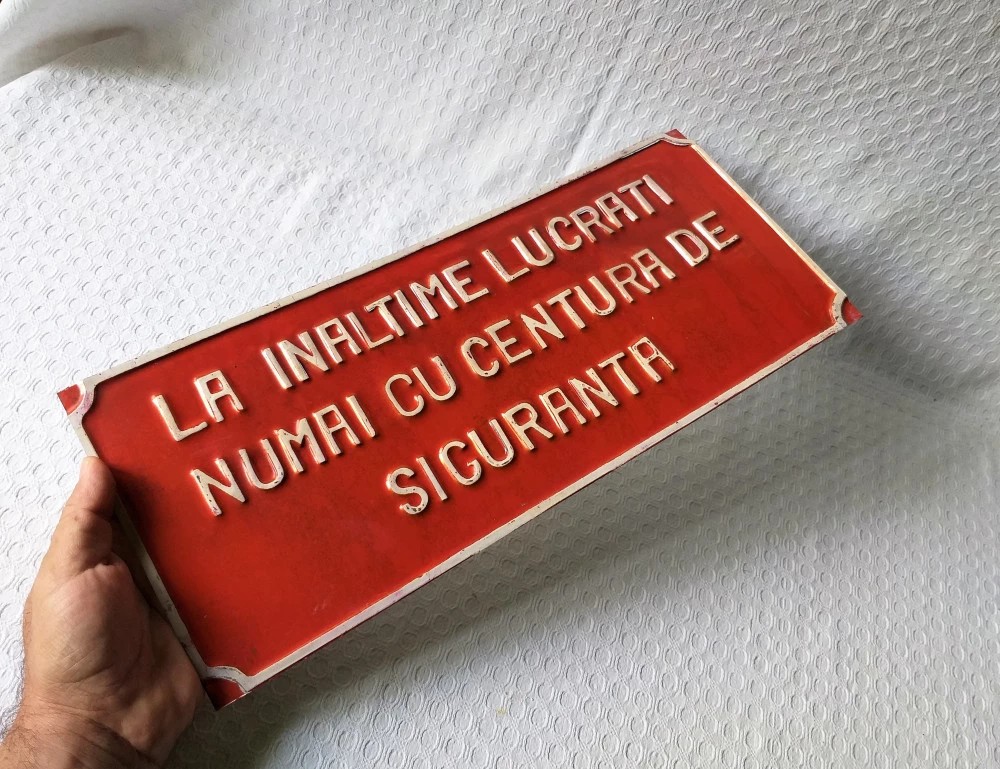 LA INALTIME LUCRATI
NUMAI CU CENTURA DE
SIGURANTA